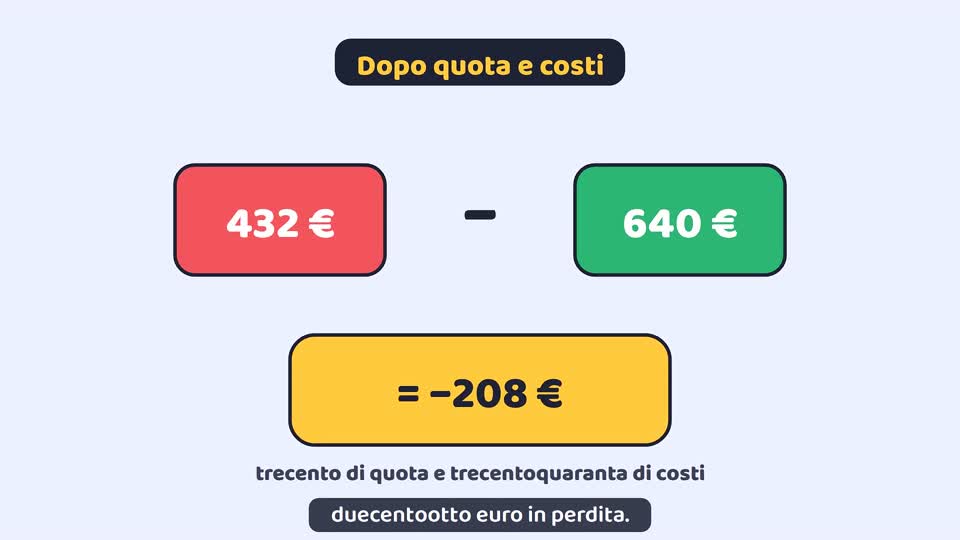 Dopo quota e costi
432 € – 640 €
= –208 €
trecento di quota e trecentoquaranta di costi
duecentootto euro in perdita.